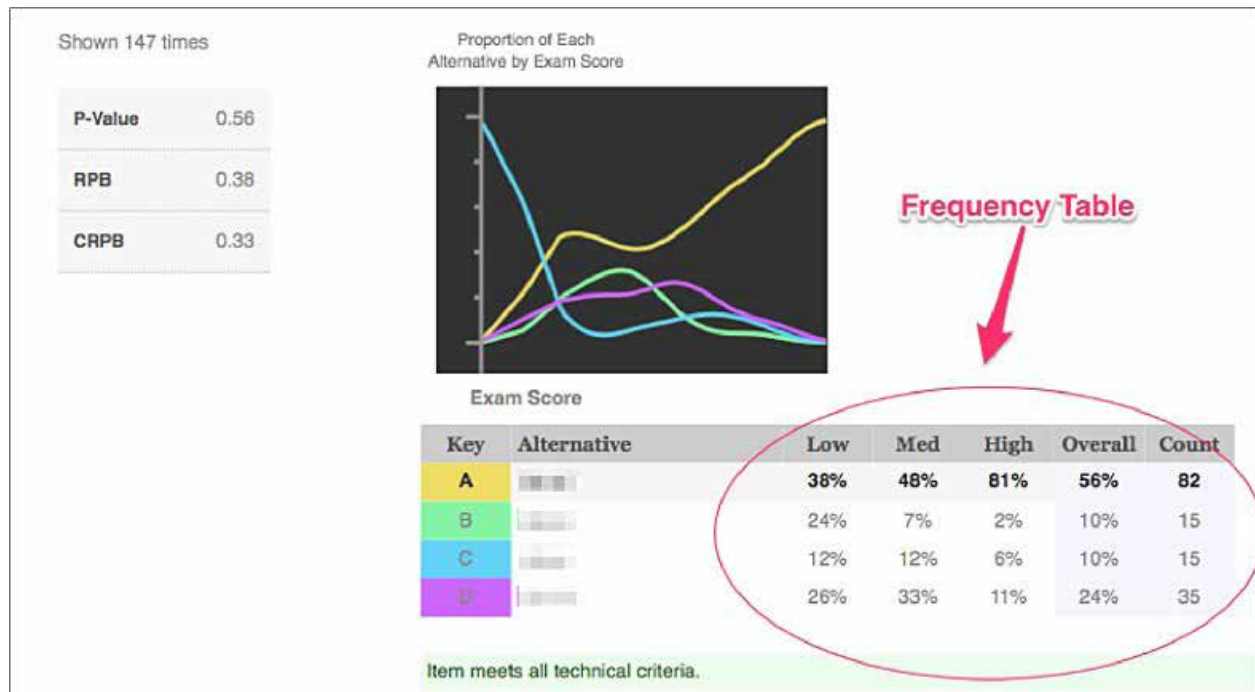 Shown 147 times
P-Value 0.56
RPB 0.38
CRPB 0.33
Proportion of Each
Alternative by Exam Score
Exam Score
Frequency Table
Key Alternative Low Med High Overall Count
A 38% 48% 81% 56% 82
B 24% 7% 2% 10% 15
C 12% 12% 6% 10% 15
D 26% 33% 11% 24% 35
Item meets all technical criteria.